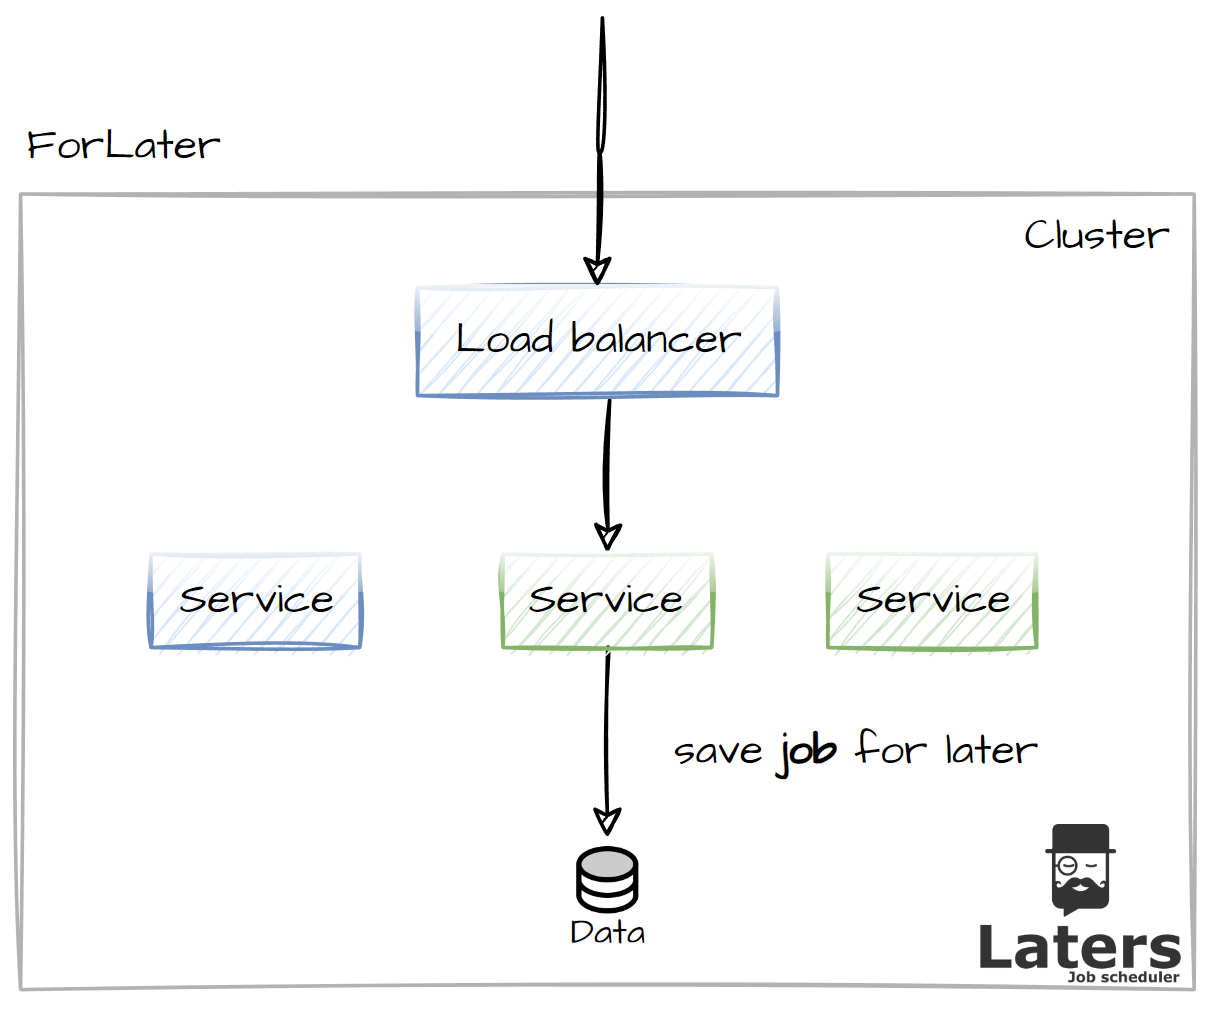 ForLater
Cluster
Load balancer
Service
Service
Service
save job for later
Data
Laters
Job scheduler